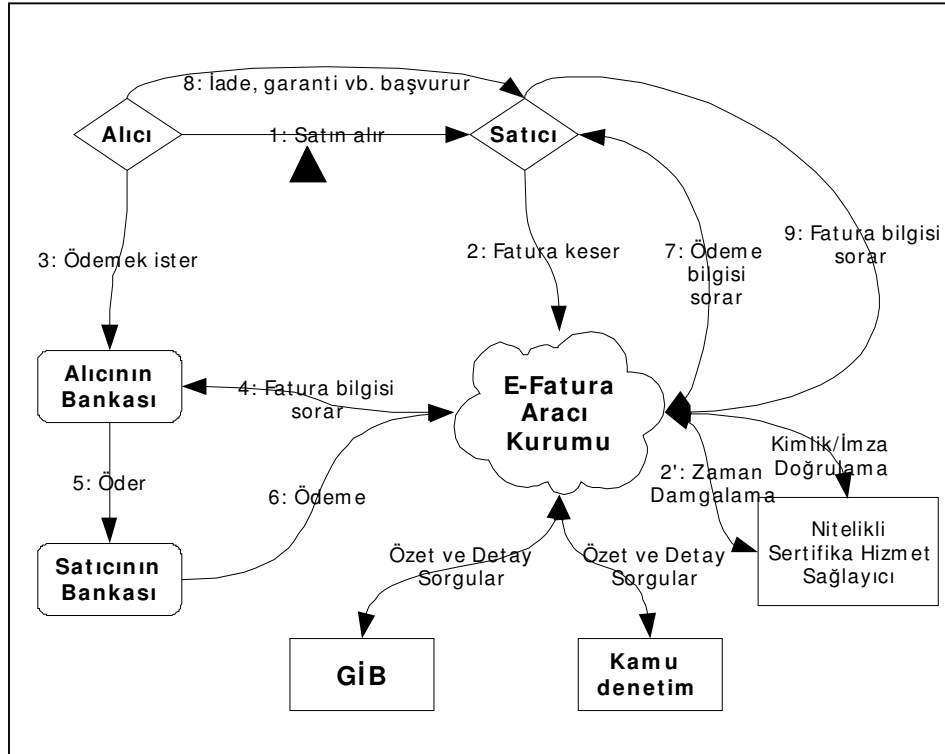 8: İade, garanti vb. başvurur
Alıcı
1: Satın alır
Satıcı
3: Ödemek ister
2: Fatura keser
7: Ödeme
bilgisi
sorar
9: Fatura bilgisi
sorar
Alıcının
Bankası
4: Fatura bilgisi
sorar
E-Fatura
Aracı
Kurumu
Kimlik/İmza
Doğrulama
5: Öder
6: Ödeme
2': Zaman
Damgalama
Nitelikli
Sertifika Hizmet
Sağlayıcı
Satıcının
Bankası
Özet ve Detay
Sorgular
Özet ve Detay
Sorgular
GİB
Kamu
denetim